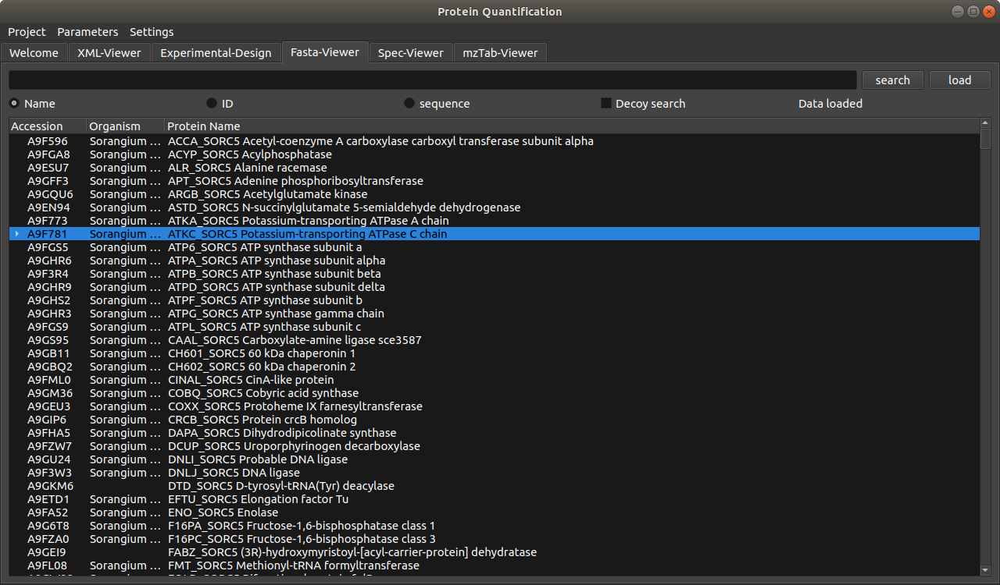 Protein Quantification
Project Parameters Settings
Welcome XML-Viewer Experimental-Design Fasta-Viewer Spec-Viewer mzTab-Viewer
search load
Name ID sequence Decoy search Data loaded
Accession Organism Protein Name
A9F596 Sorangium ... ACCA_SORC5 Acetyl-coenzyme A carboxylase carboxyl transferase subunit alpha
A9FGA8 Sorangium ... ACYP_SORC5 Acylphosphatase
A9ESU7 Sorangium ... ALR_SORC5 Alanine racemase
A9GFF3 Sorangium ... APT_SORC5 Adenine phosphoribosyltransferase
A9GQU6 Sorangium ... ARGB_SORC5 Acetylglutamate kinase
A9EN94 Sorangium ... ASTD_SORC5 N-succinylglutamate 5-semialdehyde dehydrogenase
A9F773 Sorangium ... ATKA_SORC5 Potassium-transporting ATPase A chain
A9F781 Sorangium ... ATKC_SORC5 Potassium-transporting ATPase C chain
A9FGS5 Sorangium ... ATP6_SORC5 ATP synthase subunit a
A9GHR6 Sorangium ... ATPA_SORC5 ATP synthase subunit alpha
A9F3R4 Sorangium ... ATPB_SORC5 ATP synthase subunit beta
A9GHR9 Sorangium ... ATPD_SORC5 ATP synthase subunit delta
A9GHS2 Sorangium ... ATPF_SORC5 ATP synthase subunit b
A9GHR3 Sorangium ... ATPG_SORC5 ATP synthase gamma chain
A9FGS9 Sorangium ... ATPL_SORC5 ATP synthase subunit c
A9GS95 Sorangium ... CAAL_SORC5 Carboxylate-amine ligase sce3587
A9GB11 Sorangium ... CH601_SORC5 60 kDa chaperonin 1
A9GBQ2 Sorangium ... CH602_SORC5 60 kDa chaperonin 2
A9FML0 Sorangium ... CINAL_SORC5 CinA-like protein
A9GM36 Sorangium ... COBQ_SORC5 Cobyric acid synthase
A9GEU3 Sorangium ... COXX_SORC5 Protoheme IX farnesyltransferase
A9GIP6 Sorangium ... CRCB_SORC5 Protein crcB homolog
A9FHA5 Sorangium ... DAPA_SORC5 Dihydrodipicolinate synthase
A9FZW7 Sorangium ... DCUP_SORC5 Uroporphyrinogen decarboxylase
A9GU24 Sorangium ... DNLI_SORC5 Probable DNA ligase
A9F3W3 Sorangium ... DNLJ_SORC5 DNA ligase
A9GKM6 DTD_SORC5 D-tyrosyl-tRNA(Tyr) deacylase
A9ETD1 Sorangium ... EFTU_SORC5 Elongation factor Tu
A9FA52 Sorangium ... ENO_SORC5 Enolase
A9G6T8 Sorangium ... F16PA_SORC5 Fructose-1,6-bisphosphatase class 1
A9FZA0 Sorangium ... F16PC_SORC5 Fructose-1,6-bisphosphatase class 3
A9GEI9 FABZ_SORC5 (3R)-hydroxymyristoyl-[acyl-carrier-protein] dehydratase
A9FL08 Sorangium ... FMT_SORC5 Methionyl-tRNA formyltransferase